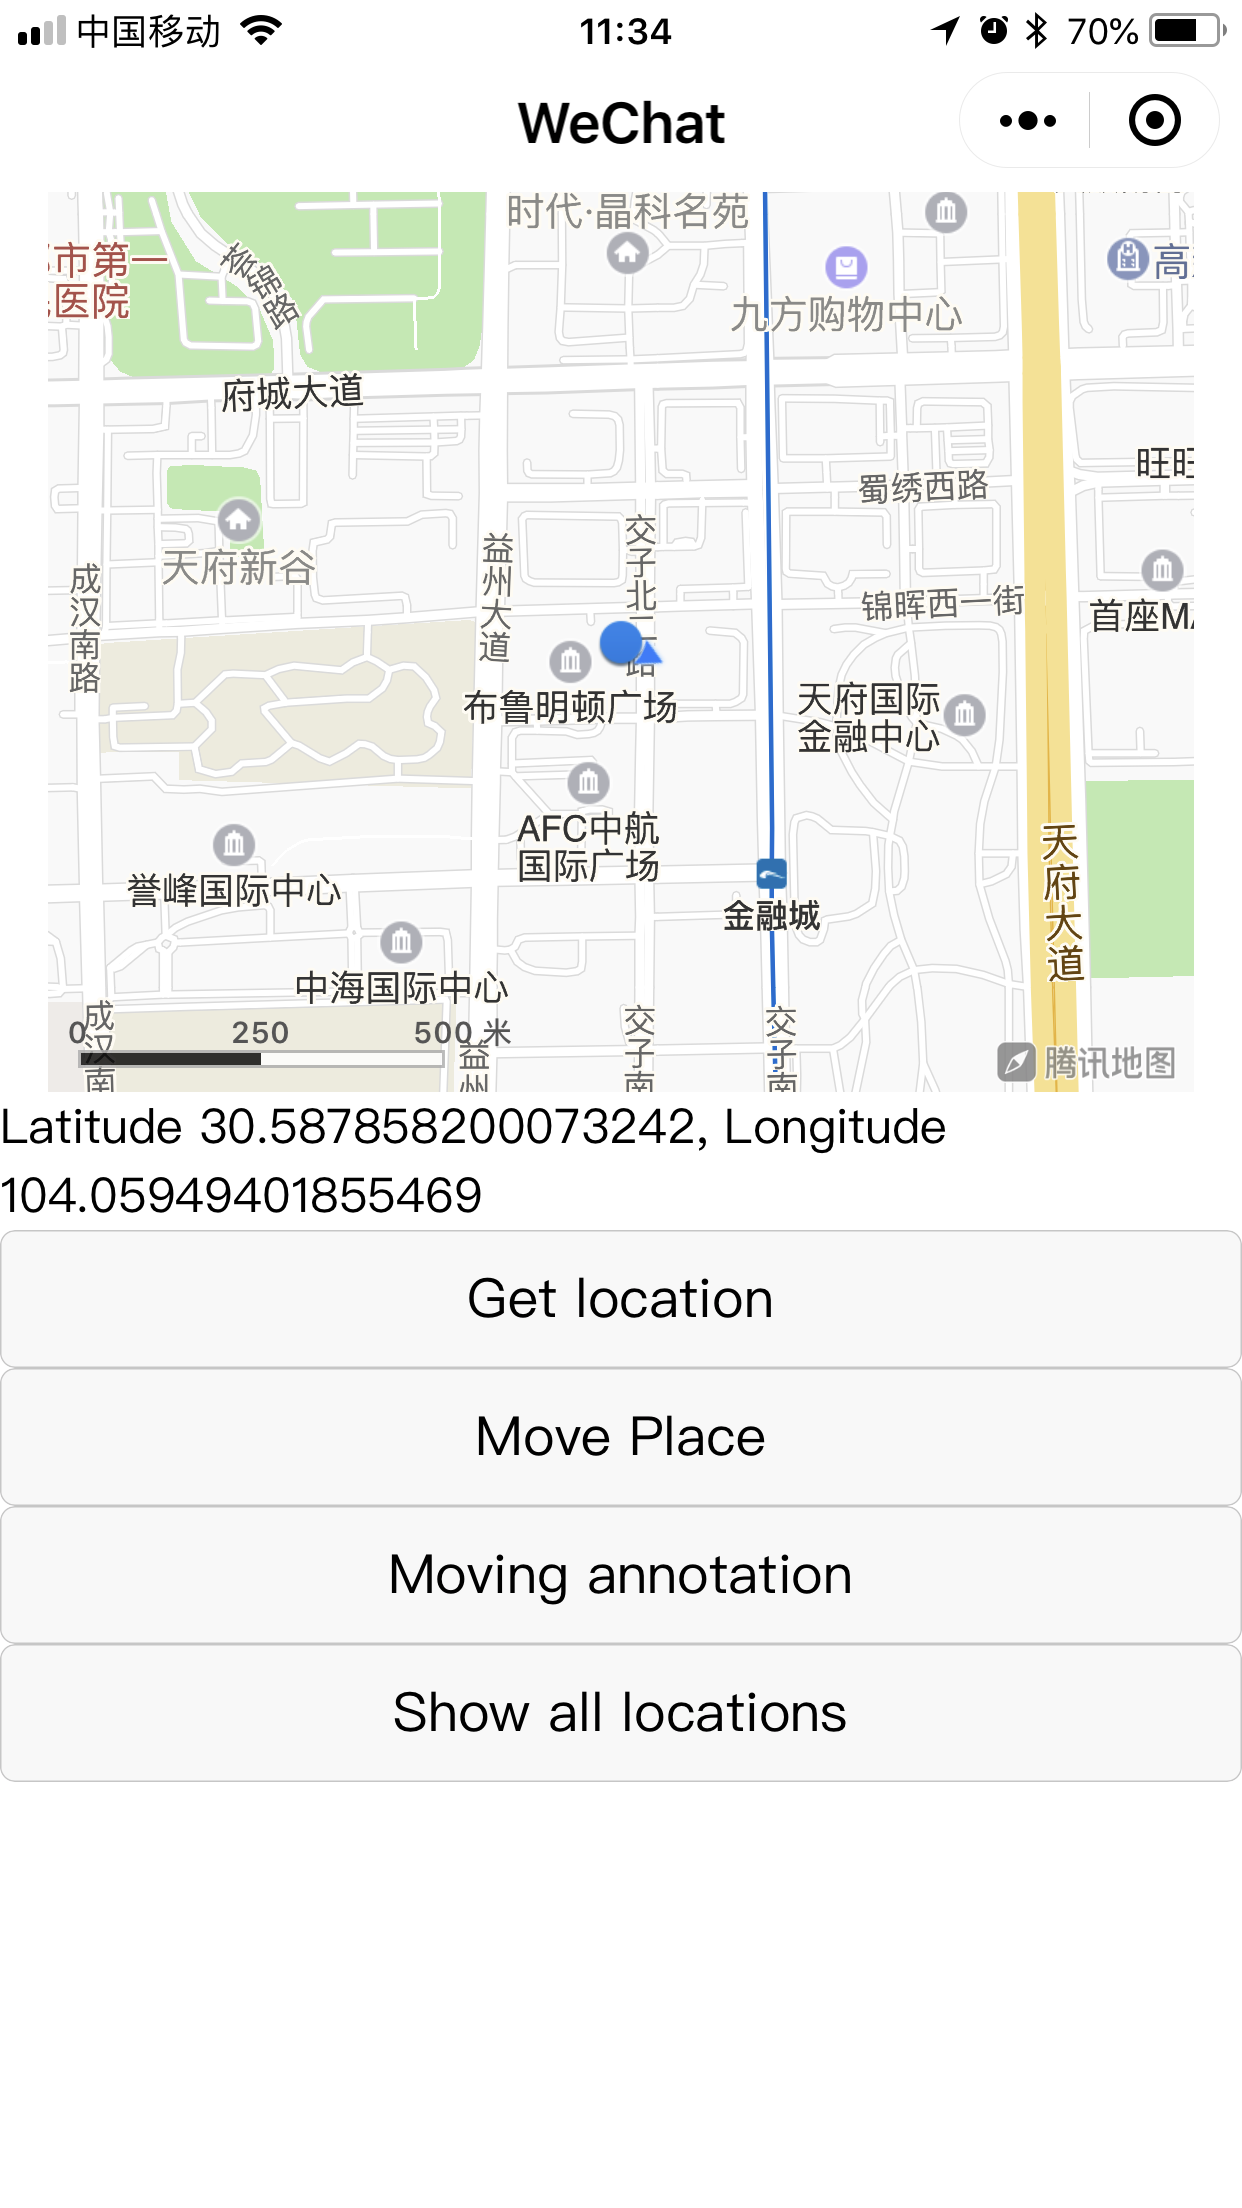 中国移动
11:34
70%
WeChat
时代·晶科名苑
市第一
医院
高
九方购物中心
府城大道
旺旺
蜀绣西路
天府新谷
益州大道
交子北二路
成汉南路
锦晖西一街
首座MA
布鲁明顿广场
天府国际
金融中心
AFC中航
国际广场
天府大道
誉峰国际中心
金融城
中海国际中心
0 250 500 米
成汉南
益州
交子南
交子南
腾讯地图
Latitude 30.587858200073242, Longitude
104.05949401855469
Get location
Move Place
Moving annotation
Show all locations